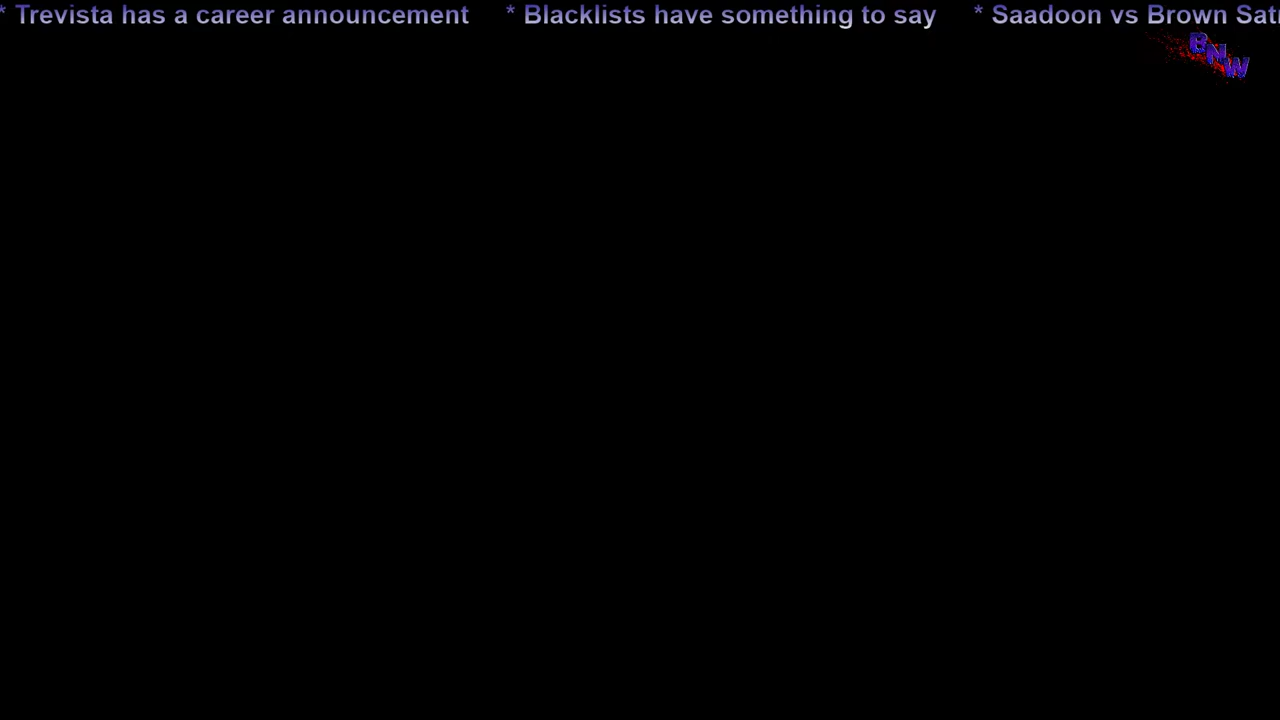 * Trevista has a career announcement * Blacklists have something to say * Saadoon vs Brown
BNW